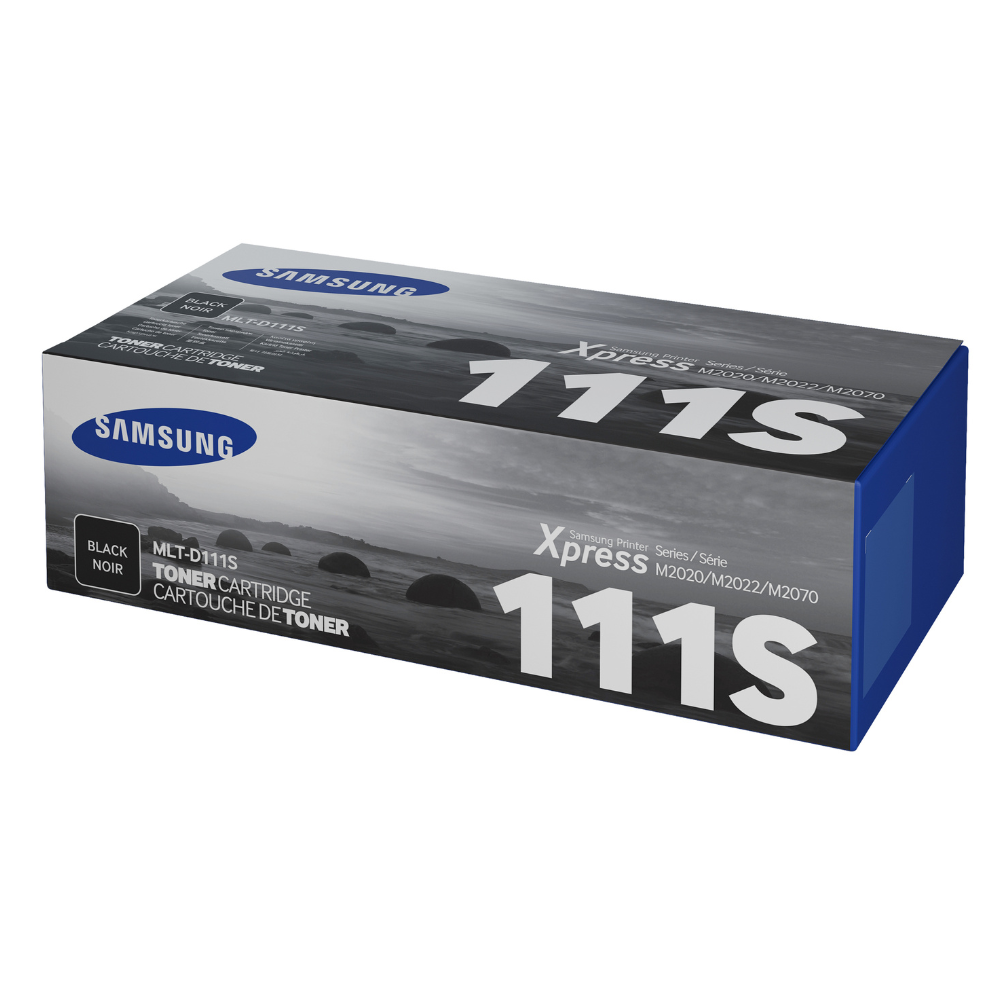 SAMSUNG
BLACK
NOIR
MLT-D111S
TONER CARTRIDGE
CARTOUCHE DE TONER
Samsung Printer
Xpress
Series / Série
M2020/M2022/M2070
111S
SAMSUNG
BLACK
NOIR
MLT-D111S
TONER CARTRIDGE
CARTOUCHE DE TONER
Samsung Printer
Xpress
Series / Série
M2020/M2022/M2070
111S